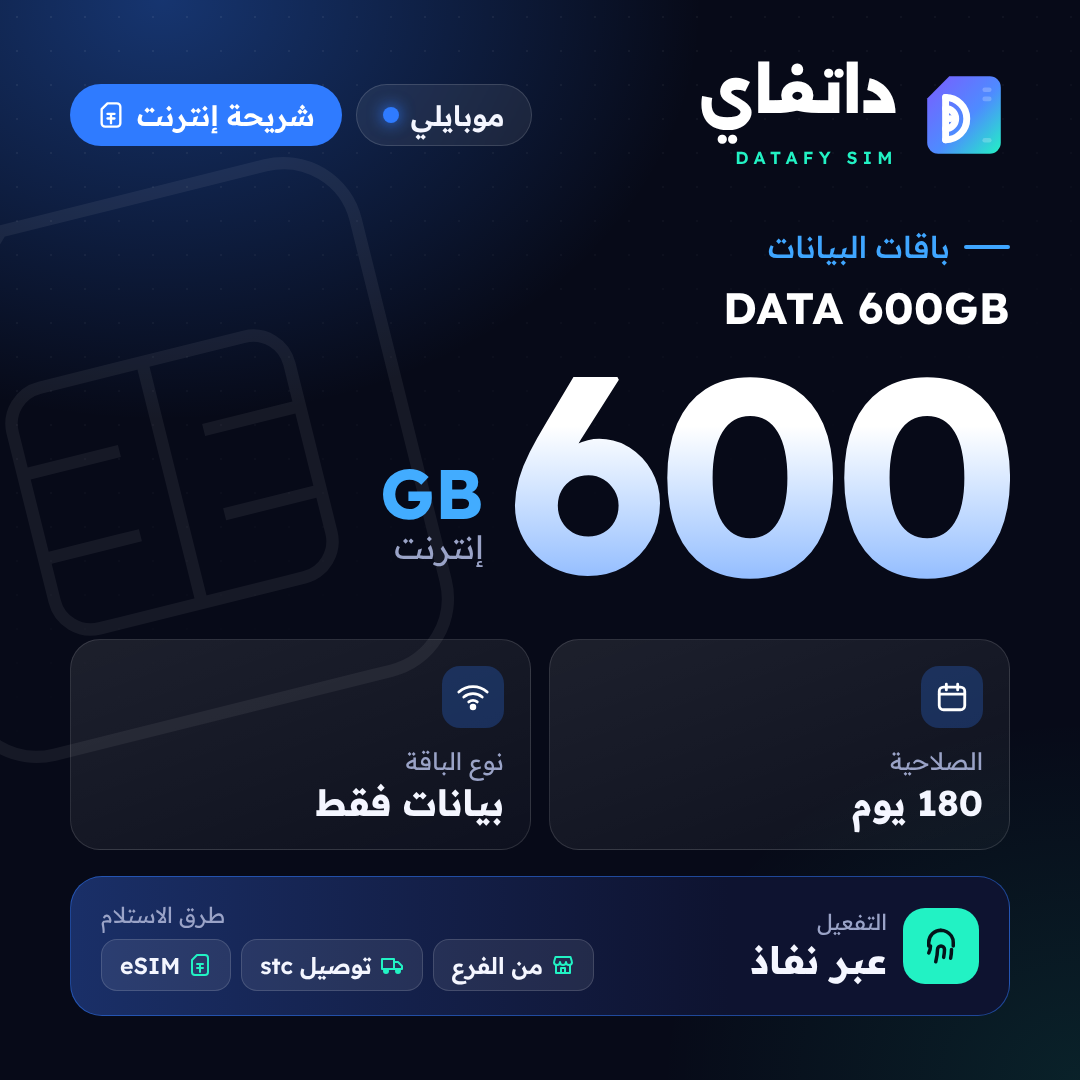 داتفاي
DATAFY SIM
موبايلي
شريحة إنترنت
باقات البيانات
DATA 600GB
600
GB
إنترنت
الصلاحية
180 يوم
نوع الباقة
بيانات فقط
التفعيل
عبر نفاذ
طرق الاستلام
من الفرع
توصيل stc
eSIM